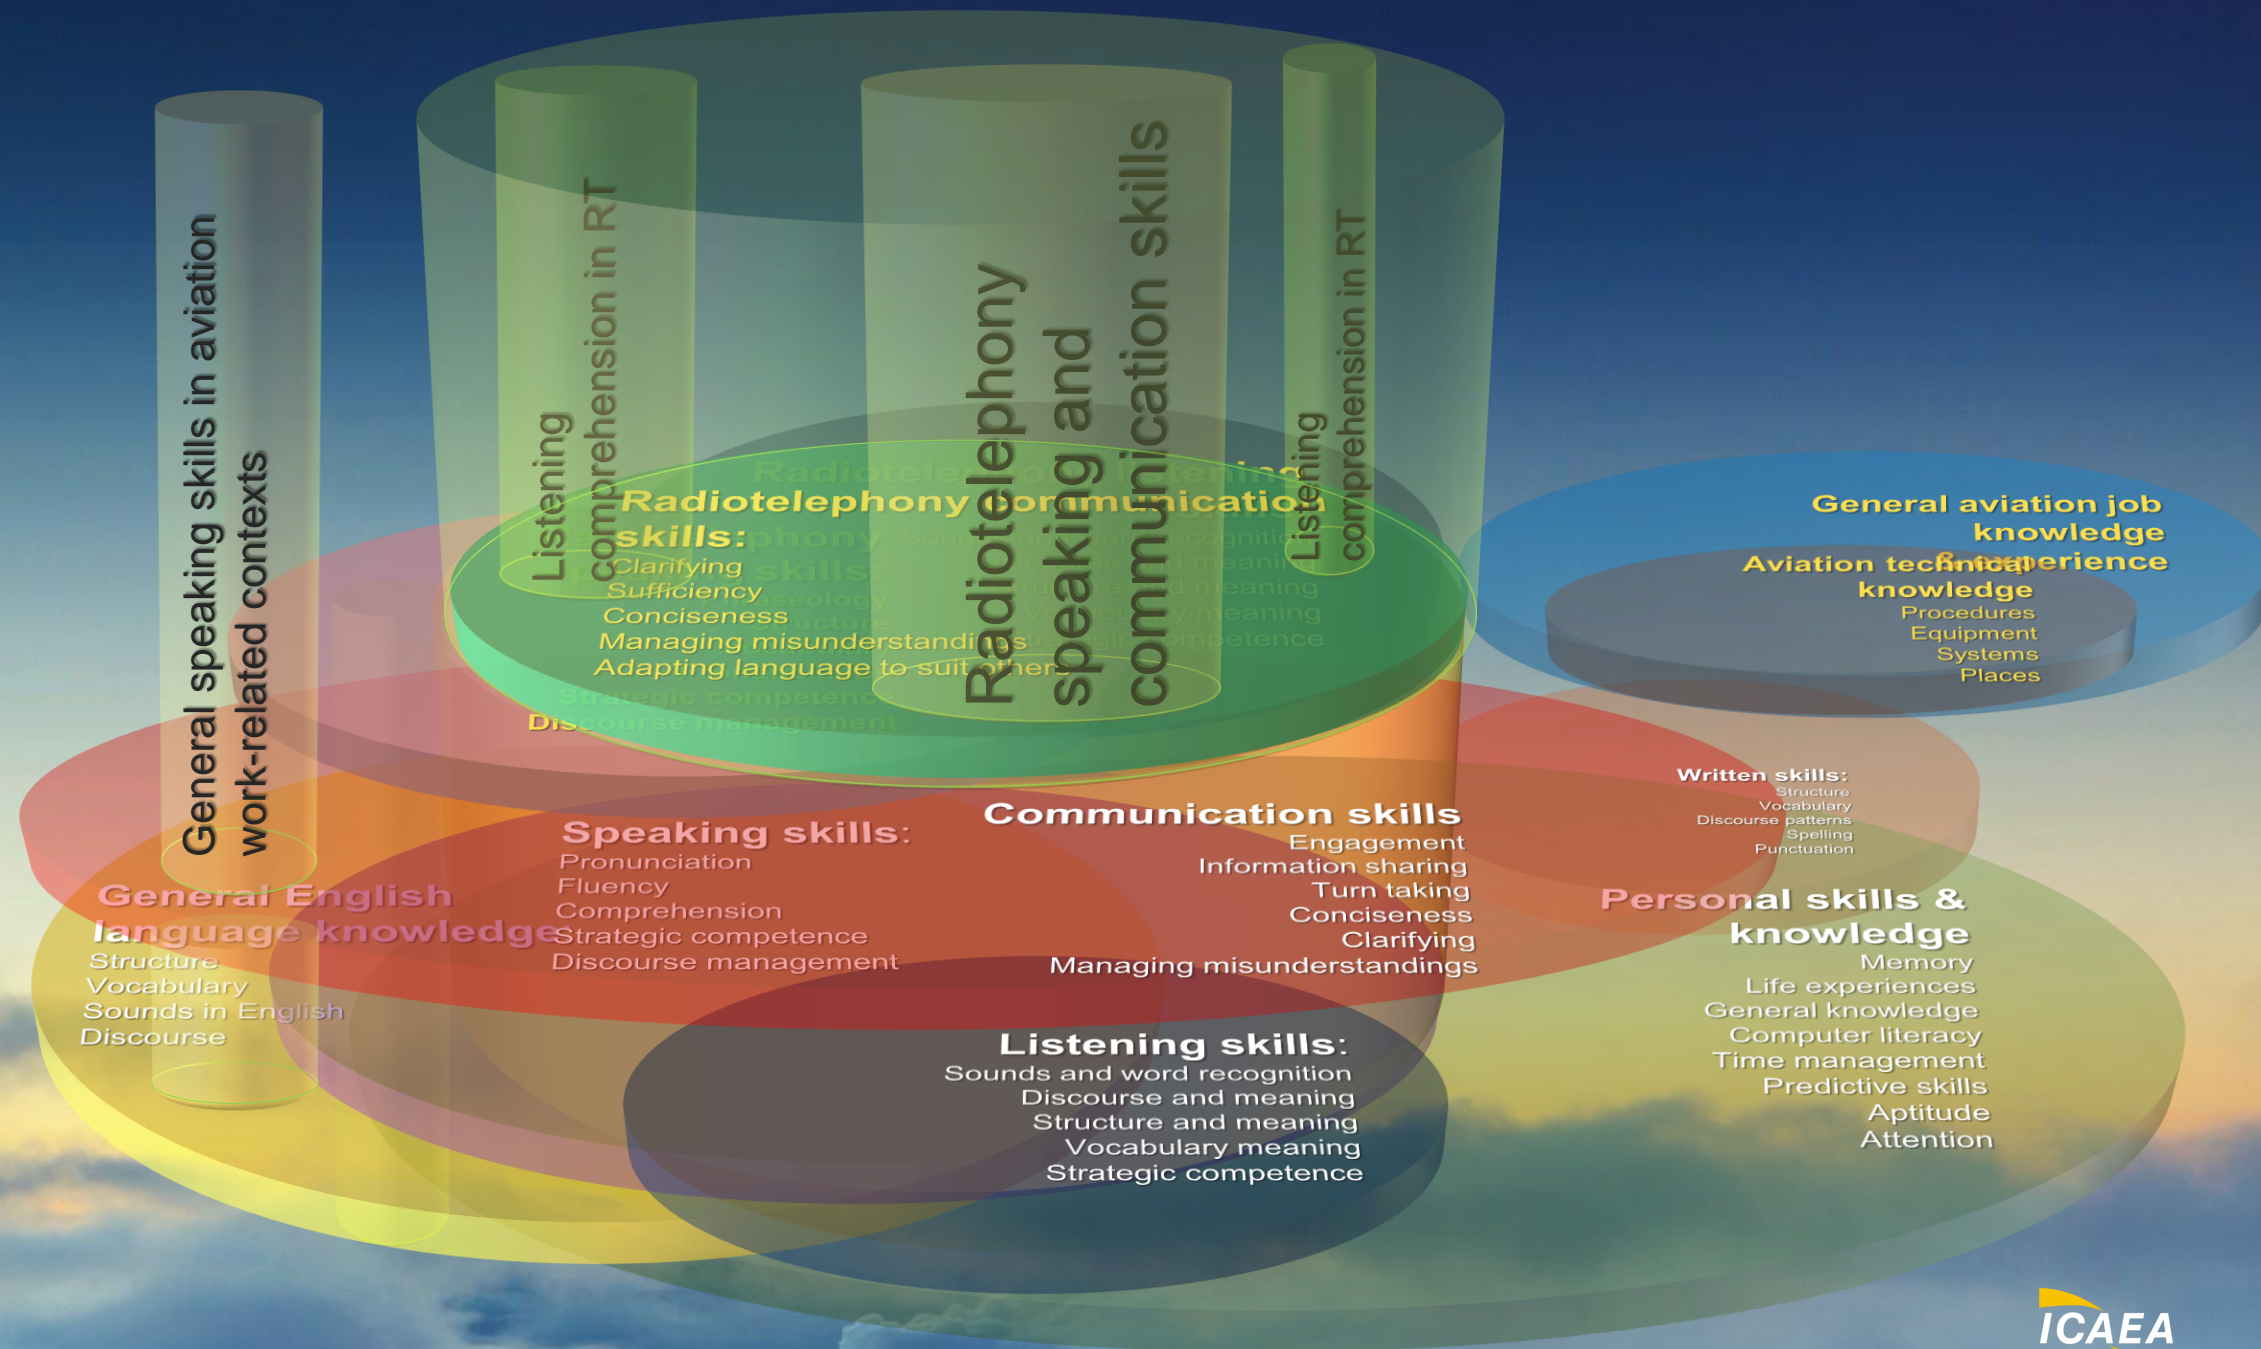 General speaking skills in aviation
work-related contexts
Listening
comprehension in RT
Radiotelephony
speaking and
communication skills
Listening
comprehension in RT
Radiotelephony listening
Radiotelephony communication
skills:
Clarifying
Sufficiency
Conciseness
Managing misunderstandings
Adapting language to suit others
Strategic competence
Discourse management
General aviation job
knowledge
& experience
Aviation technical
knowledge
Procedures
Equipment
Systems
Places
Written skills:
Structure
Vocabulary
Discourse patterns
Spelling
Punctuation
General English
language knowledge:
Structure
Vocabulary
Sounds in English
Discourse
Speaking skills:
Pronunciation
Fluency
Comprehension
Strategic competence
Discourse management
Communication skills
Engagement
Information sharing
Turn taking
Conciseness
Clarifying
Managing misunderstandings
Listening skills:
Sounds and word recognition
Discourse and meaning
Structure and meaning
Vocabulary meaning
Strategic competence
Personal skills &
knowledge
Memory
Life experiences
General knowledge
Computer literacy
Time management
Predictive skills
Aptitude
Attention
ICAEA